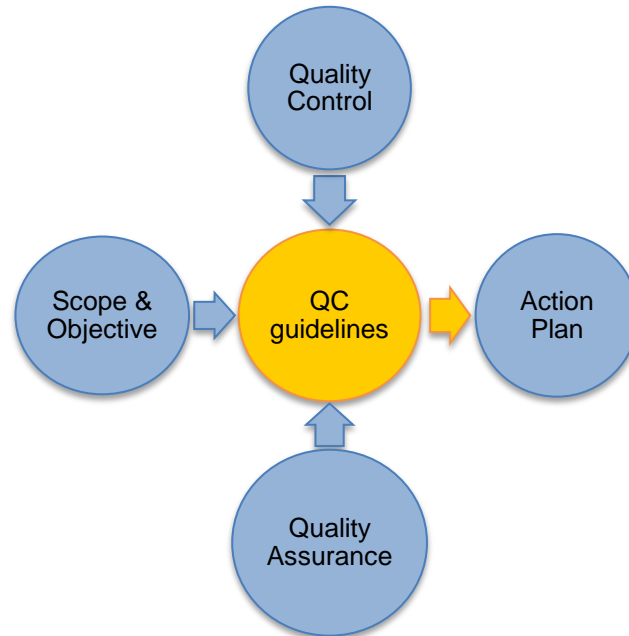 Quality
Control
Scope &
Objective
QC
guidelines
Action
Plan
Quality
Assurance